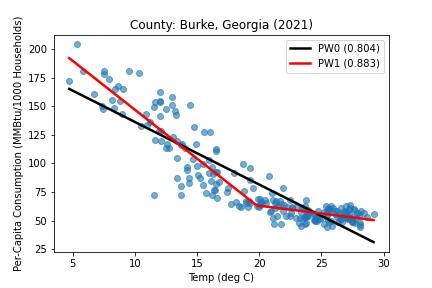 County: Burke, Georgia (2021)
Per-Capita Consumption (MMBtu/1000 Households)
200
175
150
125
100
75
50
25
PW0 (0.804)
PW1 (0.883)
5
10
15
20
25
30
Temp (deg C)